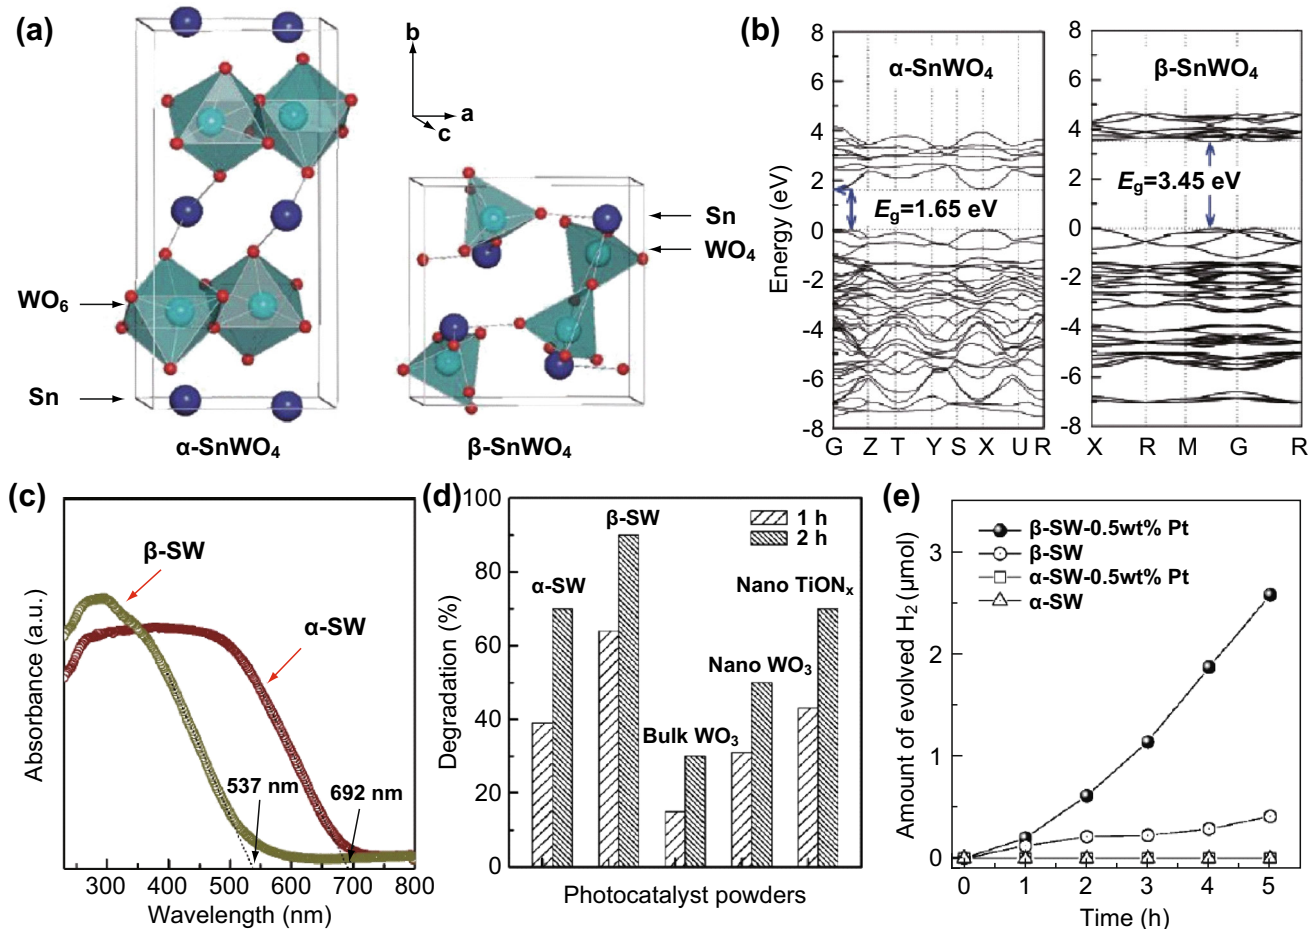 (a)
b
a
c
Sn
WO4
WO6
Sn
α-SnWO4
β-SnWO4
(b)
α-SnWO4
β-SnWO4
8
6
4
2
0
-2
-4
-6
-8
Energy (eV)
Eg=1.65 eV
G Z T Y S X U R
8
6
4
2
0
-2
-4
-6
-8
Eg=3.45 eV
X R M G R
(c)
β-SW
α-SW
537 nm
692 nm
Absorbance (a.u.)
300 400 500 600 700 800
Wavelength (nm)
(d)
100
80
60
40
20
0
Degradation (%)
1 h
2 h
α-SW
β-SW
Bulk WO3
Nano WO3
Nano TiONx
Photocatalyst powders
(e)
β-SW-0.5wt% Pt
β-SW
α-SW-0.5wt% Pt
α-SW
3
2
1
0
Amount of evolved H2 (μmol)
0 1 2 3 4 5
Time (h)